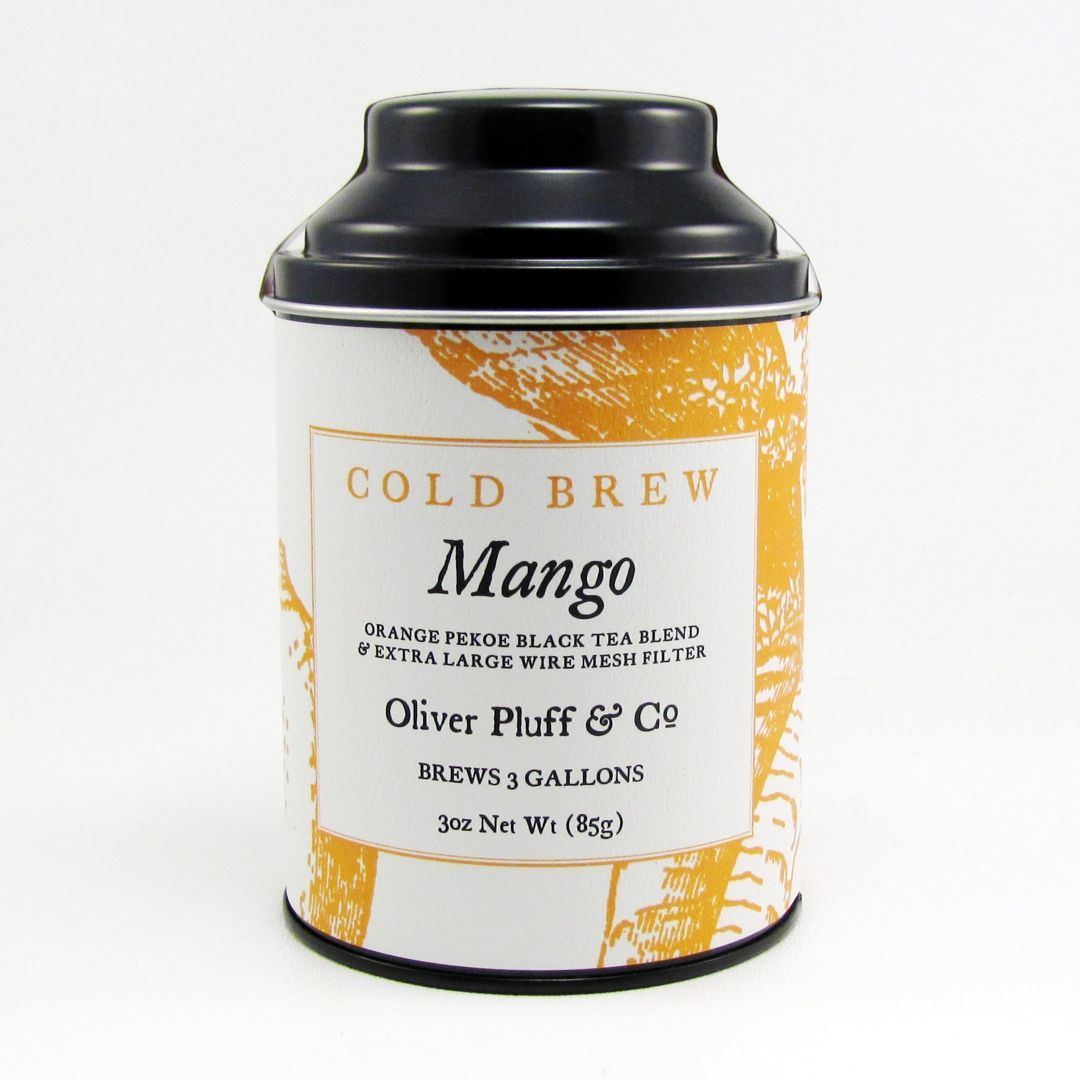 COLD BREW
Mango
ORANGE PEKOE BLACK TEA BLEND
& EXTRA LARGE WIRE MESH FILTER
Oliver Pluff & Cº
BREWS 3 GALLONS
3oz Net Wt (85g)